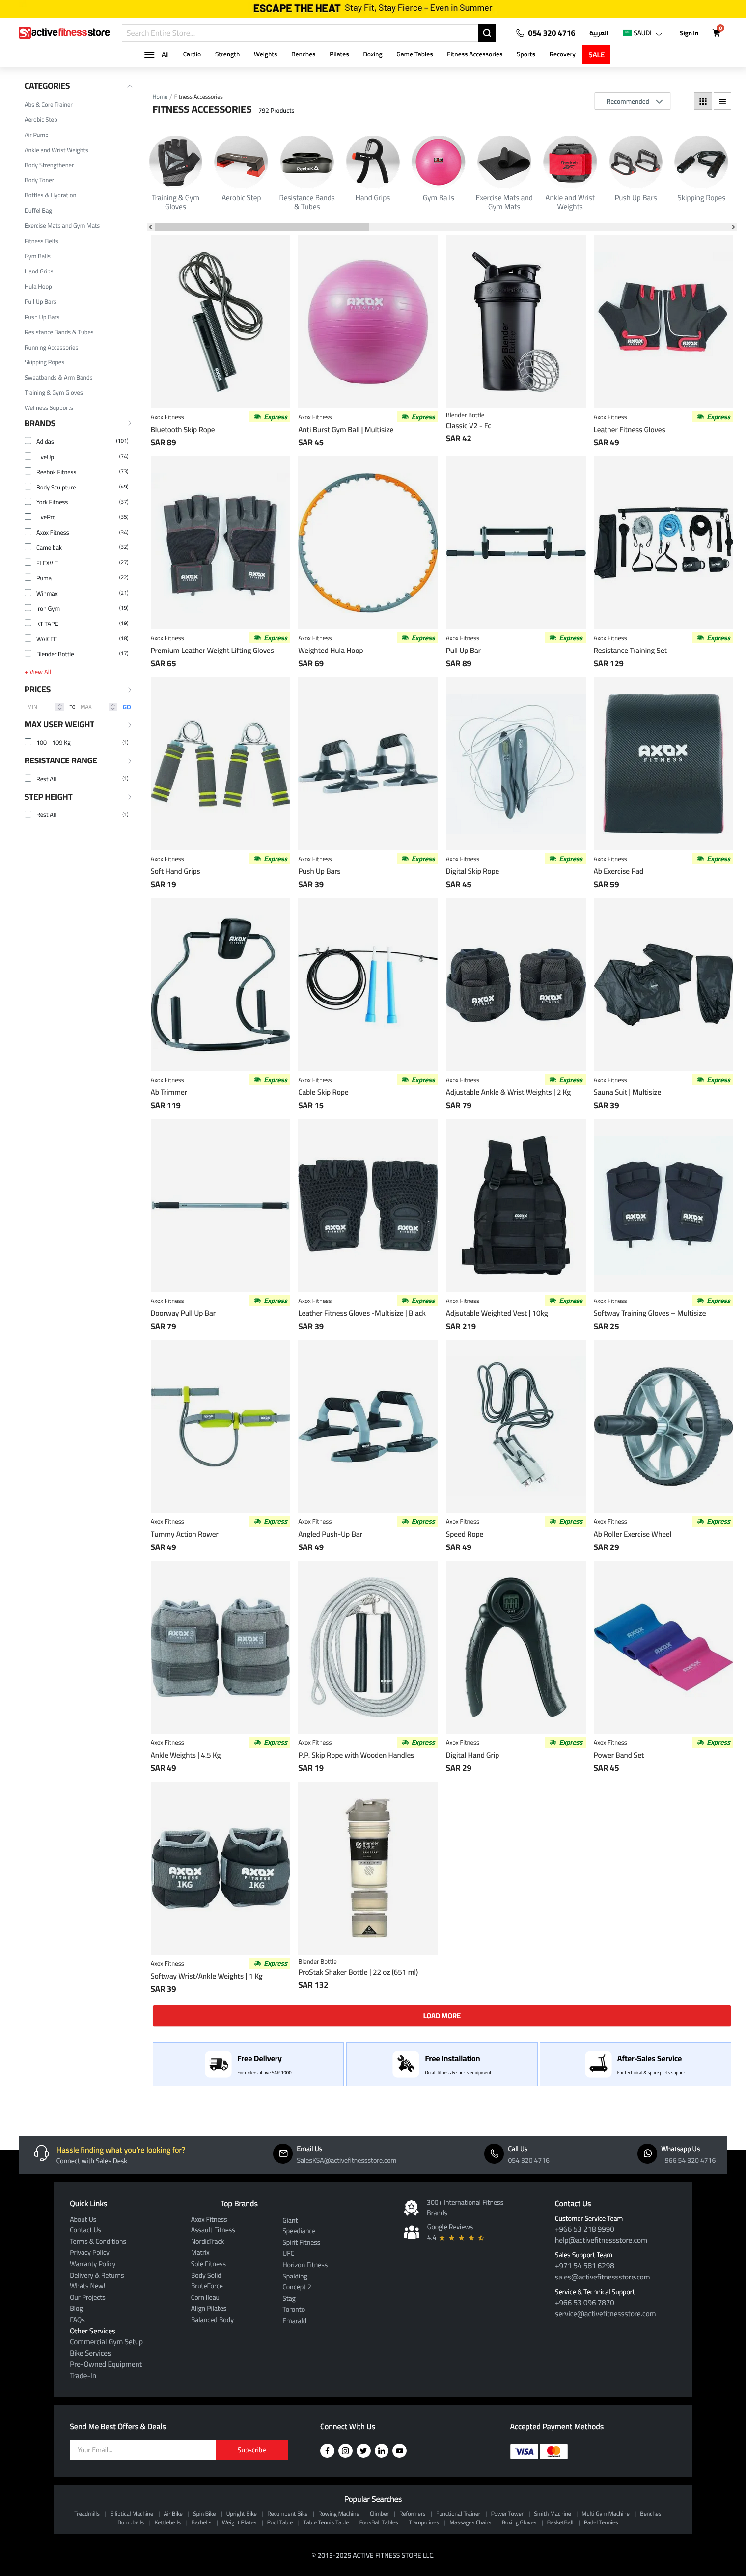 ESCAPE THE HEAT Stay Fit, Stay Fierce – Even in Summer
activefitnessstore
Search Entire Store...
054 320 4716
العربية
SAUDI
Sign In
0
All
Cardio
Strength
Weights
Benches
Pilates
Boxing
Game Tables
Fitness Accessories
Sports
Recovery
SALE
CATEGORIES
Abs & Core Trainer
Aerobic Step
Air Pump
Ankle and Wrist Weights
Body Strengthener
Body Toner
Bottles & Hydration
Duffel Bag
Exercise Mats and Gym Mats
Fitness Belts
Gym Balls
Hand Grips
Hula Hoop
Pull Up Bars
Push Up Bars
Resistance Bands & Tubes
Running Accessories
Skipping Ropes
Sweatbands & Arm Bands
Training & Gym Gloves
Wellness Supports
BRANDS
Adidas (101)
LiveUp (74)
Reebok Fitness (73)
Body Sculpture (49)
York Fitness (37)
LivePro (35)
Axox Fitness (34)
Camelbak (32)
FLEXVIT (27)
Puma (22)
Winmax (21)
Iron Gym (19)
KT TAPE (19)
WAICEE (18)
Blender Bottle (17)
+ View All
PRICES
MIN TO MAX GO
MAX USER WEIGHT
100 - 109 Kg (1)
RESISTANCE RANGE
Rest All (1)
STEP HEIGHT
Rest All (1)
Home / Fitness Accessories
FITNESS ACCESSORIES 792 Products
Recommended
Training & Gym Gloves
Aerobic Step
Resistance Bands & Tubes
Hand Grips
Gym Balls
Exercise Mats and Gym Mats
Ankle and Wrist Weights
Push Up Bars
Skipping Ropes
Axox Fitness Express
Bluetooth Skip Rope
SAR 89
Axox Fitness Express
Anti Burst Gym Ball | Multisize
SAR 45
Blender Bottle
Classic V2 - Fc
SAR 42
Axox Fitness Express
Leather Fitness Gloves
SAR 49
Axox Fitness Express
Premium Leather Weight Lifting Gloves
SAR 65
Axox Fitness Express
Weighted Hula Hoop
SAR 69
Axox Fitness Express
Pull Up Bar
SAR 89
Axox Fitness Express
Resistance Training Set
SAR 129
Axox Fitness Express
Soft Hand Grips
SAR 19
Axox Fitness Express
Push Up Bars
SAR 39
Axox Fitness Express
Digital Skip Rope
SAR 45
AXOX
FITNESS
Axox Fitness Express
Ab Exercise Pad
SAR 59
Axox Fitness Express
Ab Trimmer
SAR 119
Axox Fitness Express
Cable Skip Rope
SAR 15
Axox Fitness Express
Adjustable Ankle & Wrist Weights | 2 Kg
SAR 79
Axox Fitness Express
Sauna Suit | Multisize
SAR 39
Axox Fitness Express
Doorway Pull Up Bar
SAR 79
Axox Fitness Express
Leather Fitness Gloves -Multisize | Black
SAR 39
Axox Fitness Express
Adjsutable Weighted Vest | 10kg
SAR 219
Axox Fitness Express
Softway Training Gloves – Multisize
SAR 25
Axox Fitness Express
Tummy Action Rower
SAR 49
Axox Fitness Express
Angled Push-Up Bar
SAR 49
Axox Fitness Express
Speed Rope
SAR 49
Axox Fitness Express
Ab Roller Exercise Wheel
SAR 29
Axox Fitness Express
Ankle Weights | 4.5 Kg
SAR 49
Axox Fitness Express
P.P. Skip Rope with Wooden Handles
SAR 19
Axox Fitness Express
Digital Hand Grip
SAR 29
Axox Fitness Express
Power Band Set
SAR 45
AXOX AXOX
1KG 1KG
Axox Fitness Express
Softway Wrist/Ankle Weights | 1 Kg
SAR 39
Blender Bottle
ProStak Shaker Bottle | 22 oz (651 ml)
SAR 132
LOAD MORE
Free Delivery
For orders above SAR 1000
Free Installation
On all fitness & sports equipment
After-Sales Service
For technical & spare parts support
Hassle finding what you're looking for?
Connect with Sales Desk
Email Us
SalesKSA@activefitnessstore.com
Call Us
054 320 4716
Whatsapp Us
+966 54 320 4716
Quick Links
About Us
Contact Us
Terms & Conditions
Privacy Policy
Warranty Policy
Delivery & Returns
Whats New!
Our Projects
Blog
FAQs
Other Services
Commercial Gym Setup
Bike Services
Pre-Owned Equipment
Trade-In
Top Brands
Axox Fitness
Assault Fitness
NordicTrack
Matrix
Sole Fitness
Body Solid
BruteForce
Cornilleau
Align Pilates
Balanced Body
Giant
Speediance
Spirit Fitness
UFC
Horizon Fitness
Spalding
Concept 2
Stag
Toronto
Emarald
300+ International Fitness
Brands
Google Reviews
4.4
Contact Us
Customer Service Team
+966 53 218 9990
help@activefitnessstore.com
Sales Support Team
+971 54 581 6298
sales@activefitnessstore.com
Service & Technical Support
+966 53 096 7870
service@activefitnessstore.com
Send Me Best Offers & Deals
Your Email... Subscribe
Connect With Us
Accepted Payment Methods
VISA mastercard
Popular Searches
Treadmills | Elliptical Machine | Air Bike | Spin Bike | Upright Bike | Recumbent Bike | Rowing Machine | Climber | Reformers | Functional Trainer | Power Tower | Smith Machine | Multi Gym Machine | Benches |
Dumbbells | Kettlebells | Barbells | Weight Plates | Pool Table | Table Tennis Table | FoosBall Tables | Trampolines | Massages Chairs | Boxing Gloves | BasketBall | Padel Tennies |
© 2013-2025 ACTIVE FITNESS STORE LLC.